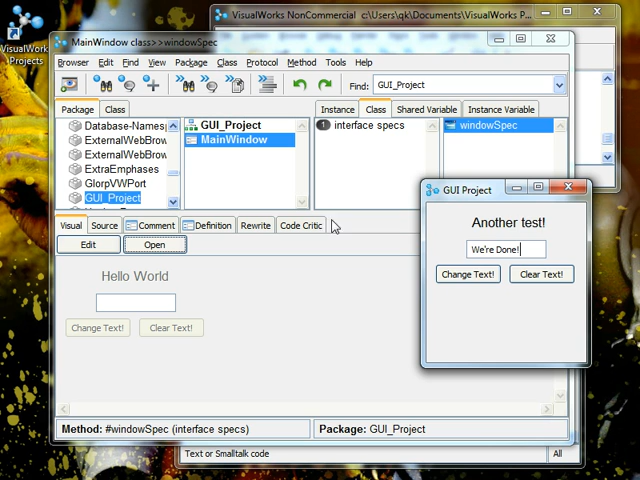 VisualWorks NonCommercial c:\Users\qk\Documents\VisualWorks P...
VisualWorks
Projects
MainWindow class>>windowSpec
Browser Edit Find View Package Class Protocol Method Tools Help
Find: GUI_Project
Package Class
Instance Class Shared Variable Instance Variable
Database-Namesp
ExternalWebBrow
ExternalWebBrow
ExtraEmphases
GlorpVWPort
GUI_Project
GUI_Project
MainWindow
1 interface specs
windowSpec
Visual Source Comment Definition Rewrite Code Critic
Edit Open
Hello World
Change Text! Clear Text!
GUI Project
Another test!
We're Done!
Change Text! Clear Text!
Method: #windowSpec (interface specs)
Package: GUI_Project
Text or Smalltalk code
All